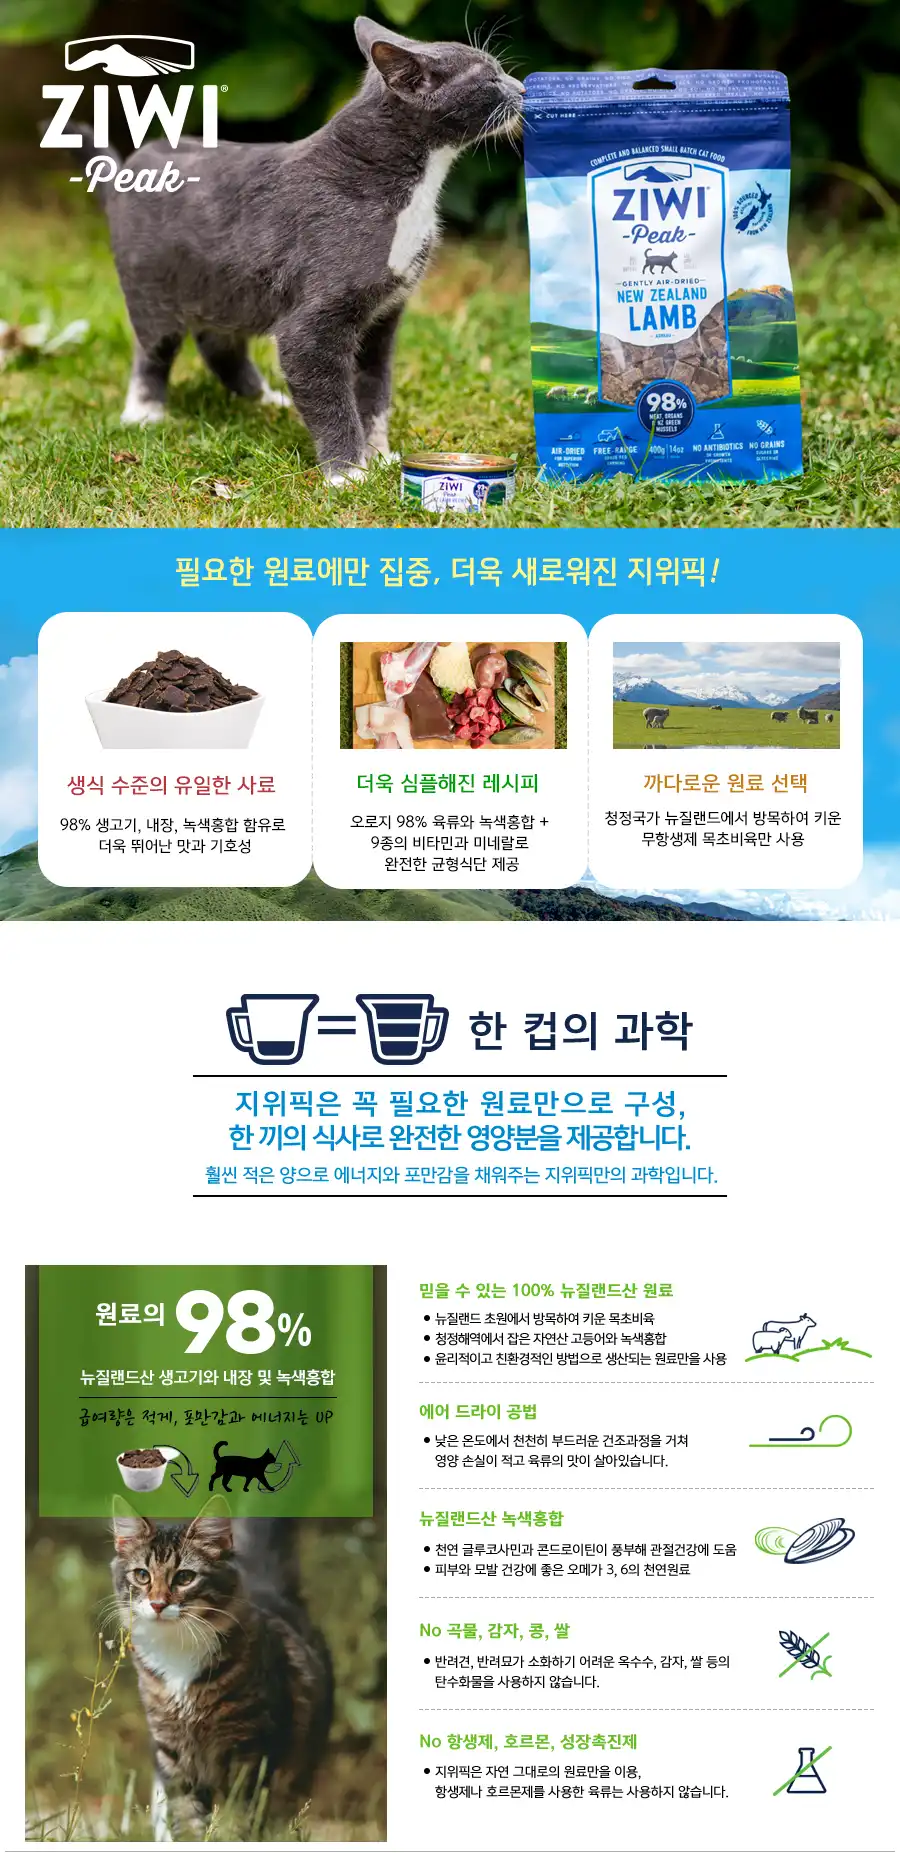 ZIWI®
-Peak-
CUT HERE
COMPLETE AND BALANCED SMALL BATCH CAT FOOD
ZIWI
-Peak-
GENTLY AIR-DRIED
NEW ZEALAND
LAMB
98%
MEAT, ORGANS
& NZ GREEN
MUSSELS
AIR-DRIED
FREE-RANGE
400g | 14oz
NO ANTIBIOTICS
NO GRAINS
ZIWI
Peak
필요한 원료에만 집중, 더욱 새로워진 지위픽!
생식 수준의 유일한 사료
98% 생고기, 내장, 녹색홍합 함유로
더욱 뛰어난 맛과 기호성
더욱 심플해진 레시피
오로지 98% 육류와 녹색홍합 +
9종의 비타민과 미네랄로
완전한 균형식단 제공
까다로운 원료 선택
청정국가 뉴질랜드에서 방목하여 키운
무항생제 목초비육만 사용
= 한 컵의 과학
지위픽은 꼭 필요한 원료만으로 구성,
한 끼의 식사로 완전한 영양분을 제공합니다.
훨씬 적은 양으로 에너지와 포만감을 채워주는 지위픽만의 과학입니다.
원료의 98%
뉴질랜드산 생고기와 내장 및 녹색홍합
급여량은 적게, 포만감과 에너지는 UP
믿을 수 있는 100% 뉴질랜드산 원료
• 뉴질랜드 초원에서 방목하여 키운 목초비육
• 청정해역에서 잡은 자연산 고등어와 녹색홍합
• 윤리적이고 친환경적인 방법으로 생산되는 원료만을 사용
에어 드라이 공법
• 낮은 온도에서 천천히 부드러운 건조과정을 거쳐
영양 손실이 적고 육류의 맛이 살아있습니다.
뉴질랜드산 녹색홍합
• 천연 글루코사민과 콘드로이틴이 풍부해 관절건강에 도움
• 피부와 모발 건강에 좋은 오메가 3, 6의 천연원료
No 곡물, 감자, 콩, 쌀
• 반려견, 반려묘가 소화하기 어려운 옥수수, 감자, 쌀 등의
탄수화물을 사용하지 않습니다.
No 항생제, 호르몬, 성장촉진제
• 지위픽은 자연 그대로의 원료만을 이용,
항생제나 호르몬제를 사용한 육류는 사용하지 않습니다.